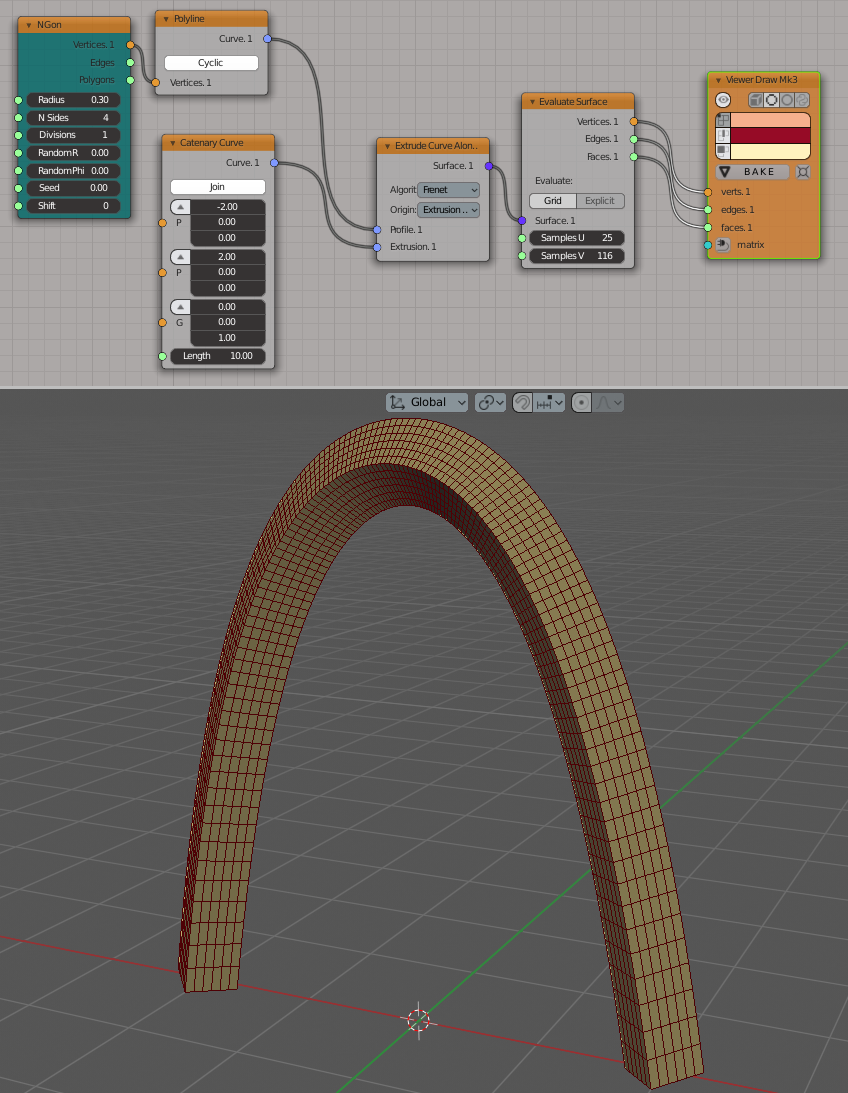 NGon
Vertices. 1
Edges
Polygons
Radius 0.30
N Sides 4
Divisions 1
RandomR 0.00
RandomPhi 0.00
Seed 0.00
Shift 0
Polyline
Curve. 1
Cyclic
Vertices. 1
Catenary Curve
Curve. 1
Join
-2.00
P 0.00
0.00
2.00
P 0.00
0.00
0.00
G 0.00
1.00
Length 10.00
Extrude Curve Alon..
Surface. 1
Algorit Frenet
Origin: Extrusion ..
Profile. 1
Extrusion. 1
Evaluate Surface
Vertices. 1
Edges. 1
Faces. 1
Evaluate:
Grid Explicit
Surface. 1
Samples U 25
Samples V 116
Viewer Draw Mk3
BAKE
verts. 1
edges. 1
faces. 1
matrix
Global